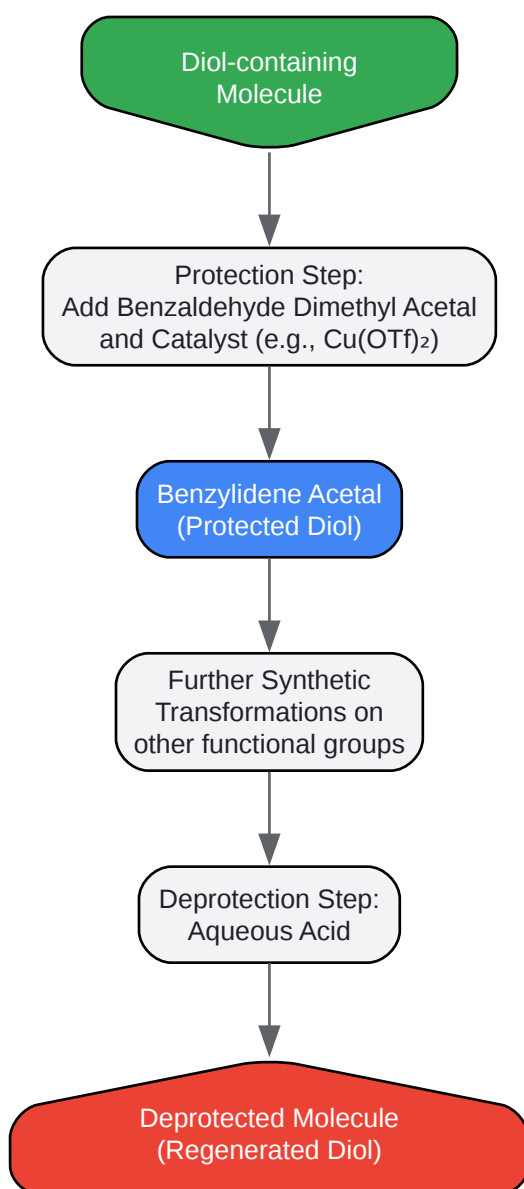 Diol-containing
Molecule
Protection Step:
Add Benzaldehyde Dimethyl Acetal
and Catalyst (e.g., Cu(OTf)₂)
Benzylidene Acetal
(Protected Diol)
Further Synthetic
Transformations on
other functional groups
Deprotection Step:
Aqueous Acid
Deprotected Molecule
(Regenerated Diol)